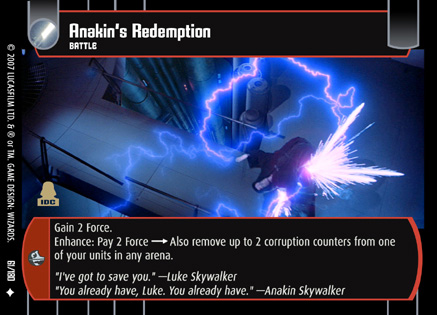 Anakin's Redemption
BATTLE
© 2007 LUCASFILM LTD. & ® or TM. GAME DESIGN: WIZARDS.
IDC
Gain 2 Force.
Enhance: Pay 2 Force → Also remove up to 2 corruption counters from one
of your units in any arena.
"I've got to save you." —Luke Skywalker
"You already have, Luke. You already have." —Anakin Skywalker